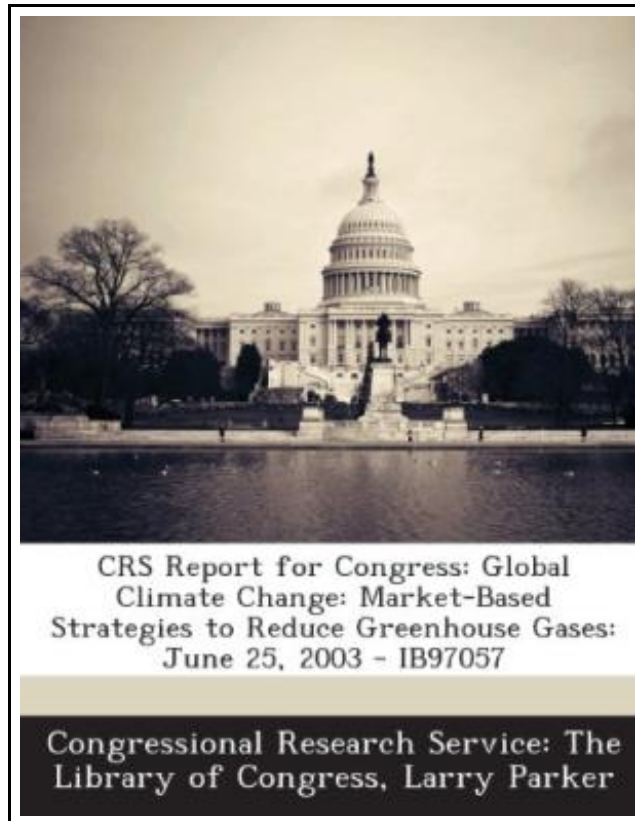 CRS Report for Congress: Global
Climate Change: Market-Based
Strategies to Reduce Greenhouse Gases:
June 25, 2003 - IB97057
Congressional Research Service: The
Library of Congress, Larry Parker